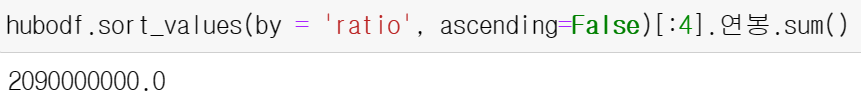 hubodf.sort_values(by = 'ratio', ascending=False)[:4].연봉.sum()
2090000000.0